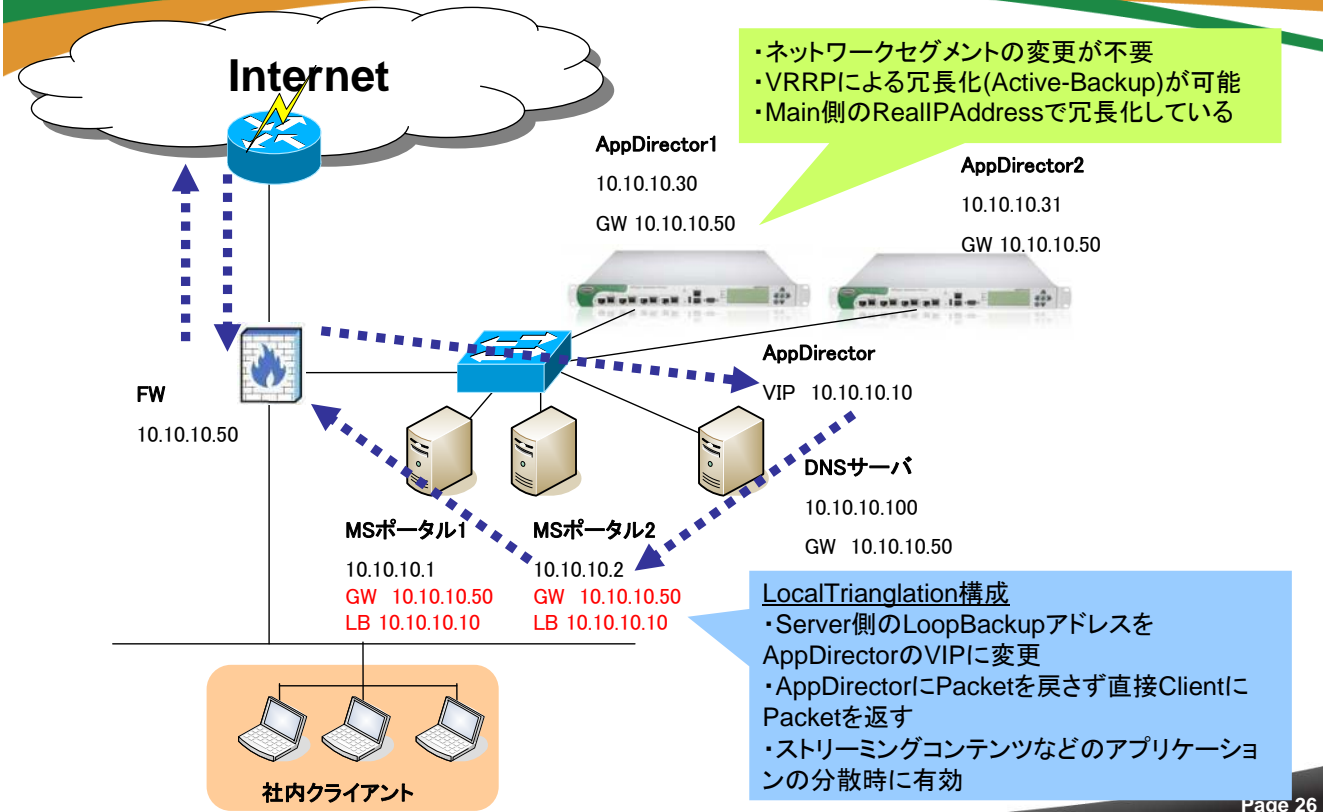 Internet
・ネットワークセグメントの変更が不要
・VRRPによる冗長化(Active-Backup)が可能
・Main側のRealIPAddressで冗長化している
AppDirector1
10.10.10.30
GW 10.10.10.50
AppDirector2
10.10.10.31
GW 10.10.10.50
FW
10.10.10.50
AppDirector
VIP 10.10.10.10
DNSサーバ
10.10.10.100
GW 10.10.10.50
MSポータル1
10.10.10.1
GW 10.10.10.50
LB 10.10.10.10
MSポータル2
10.10.10.2
GW 10.10.10.50
LB 10.10.10.10
LocalTrianglation構成
・Server側のLoopBackupアドレスを
AppDirectorのVIPに変更
・AppDirectorにPacketを戻さず直接Clientに
Packetを返す
・ストリーミングコンテンツなどのアプリケーショ
ンの分散時に有効
社内クライアント
Page 26